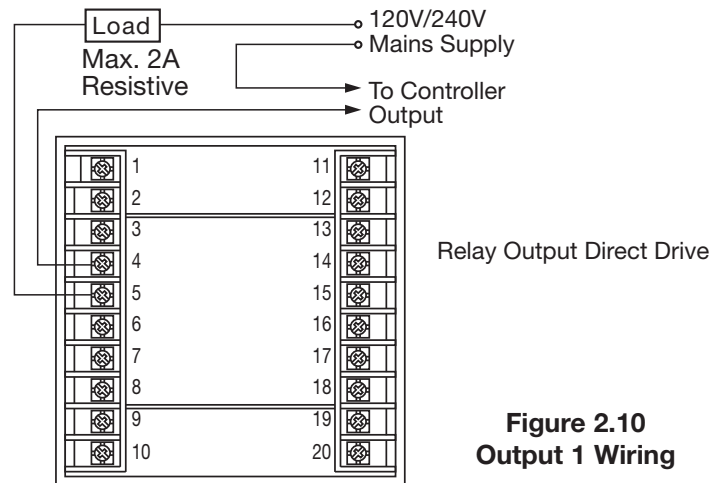 Load
120V/240V
Mains Supply
Max. 2A
Resistive
To Controller
Output
1
2
3
4
5
6
7
8
9
10
11
12
13
14
15
16
17
18
19
20
Relay Output Direct Drive
Figure 2.10
Output 1 Wiring